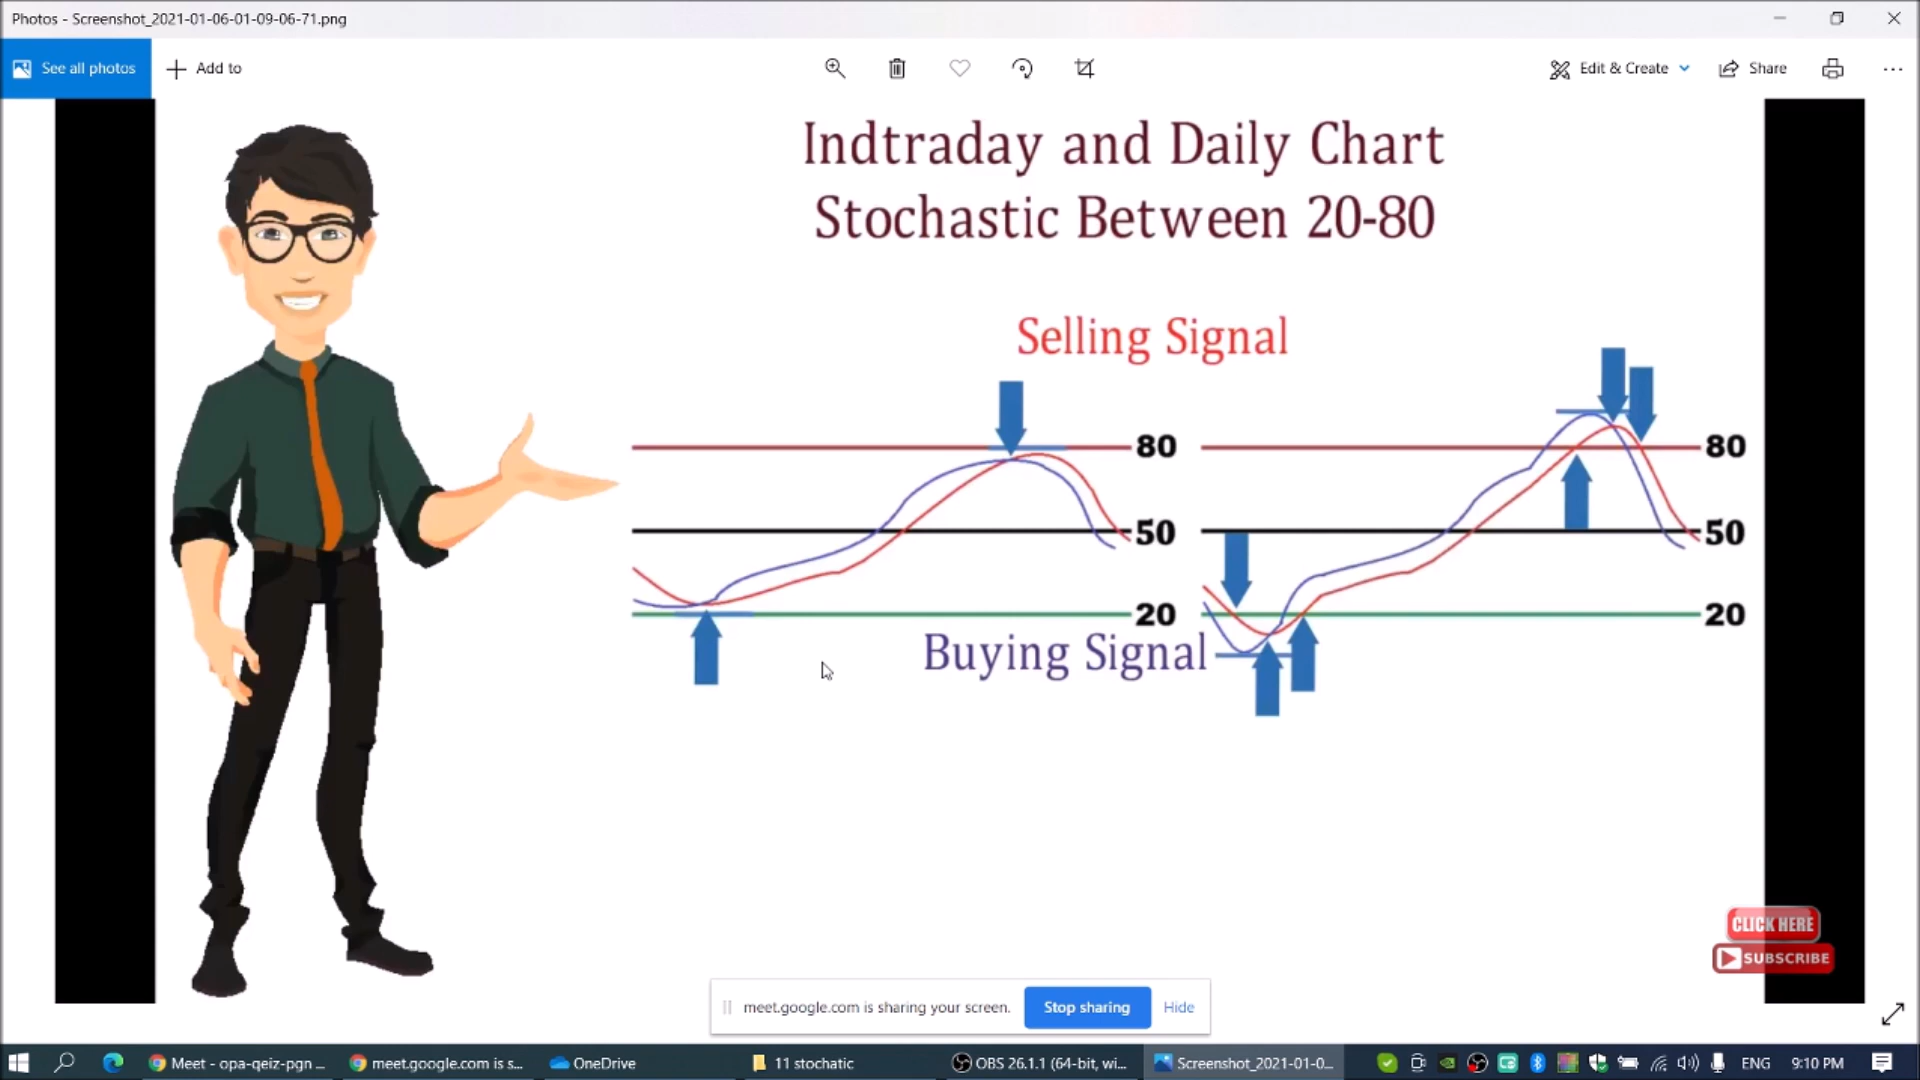 Photos - Screenshot_2021-01-06-01-09-06-71.png
See all photos
Add to
Edit & Create
Share
Indtraday and Daily Chart
Stochastic Between 20-80
Selling Signal
80
80
50
50
20
20
Buying Signal
CLICK HERE
SUBSCRIBE
meet.google.com is sharing your screen.
Stop sharing
Hide
Meet - opa-qeiz-pgn ...
meet.google.com is s...
OneDrive
11 stochatic
OBS 26.1.1 (64-bit, wi...
Screenshot_2021-01-0...
ENG
9:10 PM